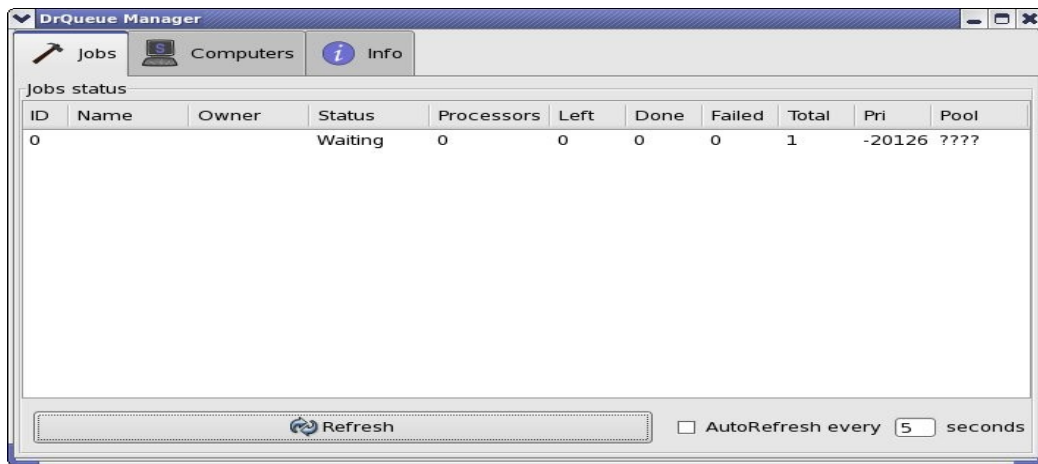 DrQueue Manager
Jobs Computers Info
Jobs status
ID Name Owner Status Processors Left Done Failed Total Pri Pool
0 Waiting 0 0 0 0 1 -20126 ????
Refresh AutoRefresh every 5 seconds